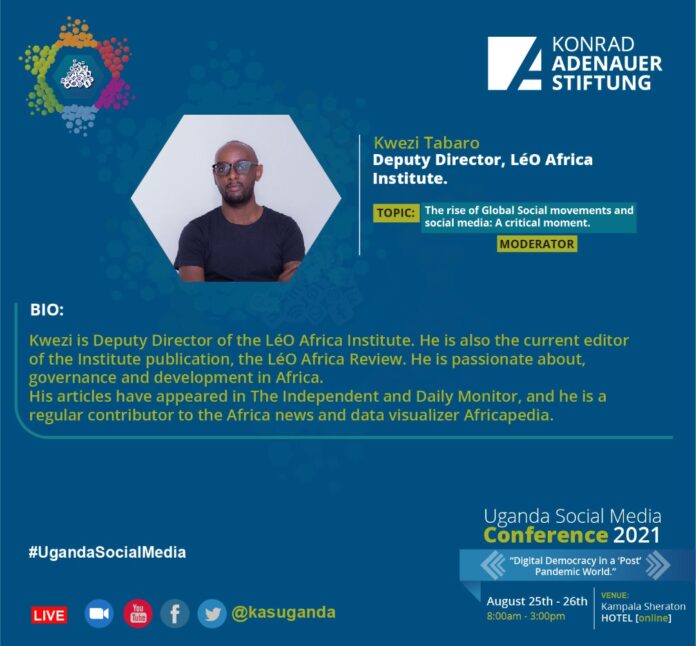 KONRAD
ADENAUER
STIFTUNG
Kwezi Tabaro
Deputy Director, LéO Africa
Institute.
TOPIC:
The rise of Global Social movements and
social media: A critical moment.
MODERATOR
BIO:
Kwezi is Deputy Director of the LéO Africa Institute. He is also the current editor
of the Institute publication, the LéO Africa Review. He is passionate about,
governance and development in Africa.
His articles have appeared in The Independent and Daily Monitor, and he is a
regular contributor to the Africa news and data visualizer Africapedia.
#UgandaSocialMedia
LIVE
You
Tube
@kasuganda
Uganda Social Media
Conference 2021
“Digital Democracy in a ‘Post’
Pandemic World.”
August 25th - 26th
8:00am - 3:00pm
VENUE:
Kampala Sheraton
HOTEL [online]